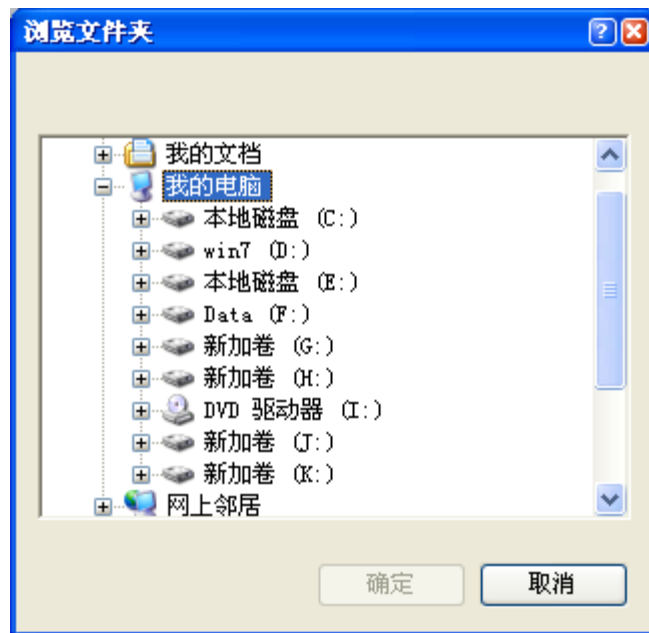 浏览文件夹
我的文档
我的电脑
本地磁盘 (C:)
win7 (D:)
本地磁盘 (E:)
Data (F:)
新加卷 (G:)
新加卷 (H:)
DVD 驱动器 (I:)
新加卷 (J:)
新加卷 (K:)
网上邻居
确定 取消